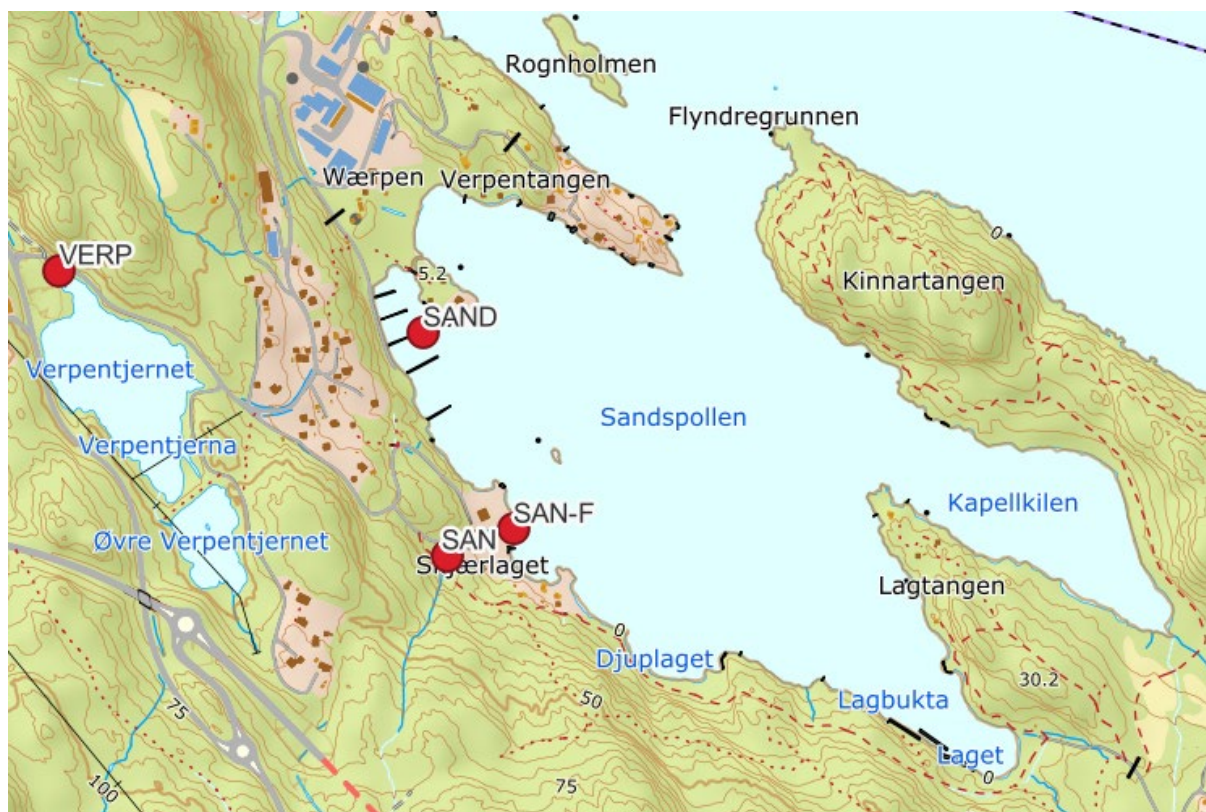 Rognholmen
Flyndregrunnen
Wærpen
Verpentangen
0
VERP
5.2
Kinnartangen
SAND
Verpentjernet
Sandspollen
Verpentjerna
Kapellkilen
SAN-F
Øvre Verpentjernet
SAN
Lagtangen
0
Djuplaget
30.2
50
Lagbukta
75
Laget
0
100
75